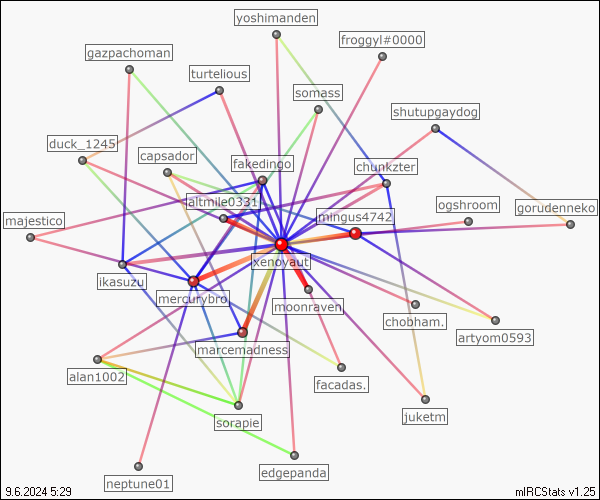 yoshimanden
froggyl#0000
gazpachoman
turtelious
somass
shutupgaydog
duck_1245
capsador
fakedingo
chunkzter
altmile0331
ogshroom
gorudenneko
mingus4742
majestico
xenoyaut
ikasuzu
mercurybro
moonraven
chobham.
artyom0593
marcemadness
alan1002
facadas.
juketm
sorapie
edgepanda
neptune01
9.6.2024 5:29
mIRCStats v1.25